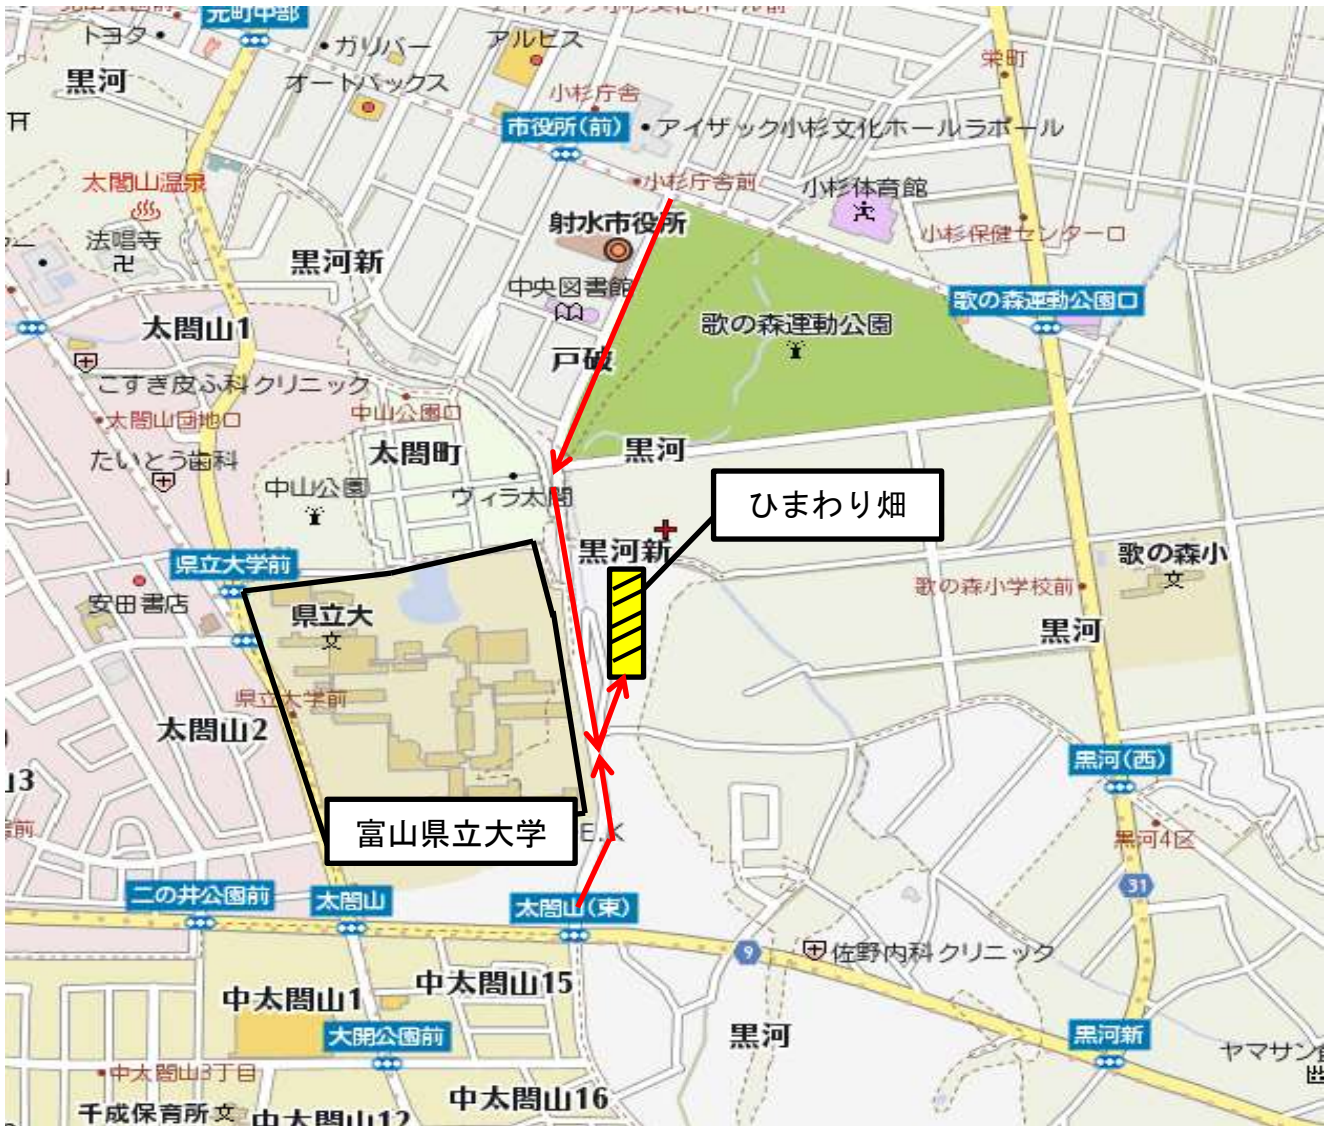 元町中部
トヨタ
ガリバー
アルビス
栄町
黒河
オートバックス
小杉庁舎
市役所(前)
アイザック小杉文化ホールラポール
太閤山温泉
小杉庁舎前
小杉体育館
法唱寺
射水市役所
小杉保健センター口
黒河新
中央図書館
歌の森運動公園口
太閤山1
歌の森運動公園
戸破
こすぎ皮ふ科クリニック
太閤山団地口
中山公園口
太閤町
黒河
たいとう歯科
中山公園
ヴィラ太閤
ひまわり畑
県立大学前
黒河新
歌の森小
文
安田書店
県立大
文
歌の森小学校前
黒河
県立大学前
太閤山2
黒河(西)
富山県立大学
黒河4区
31
二の井公園前
太閤山
太閤山(東)
9
佐野内科クリニック
中太閤山1
中太閤山15
大開公園前
黒河
黒河新
中太閤山3丁目
中太閤山16
千成保育所
文
中太閤山12